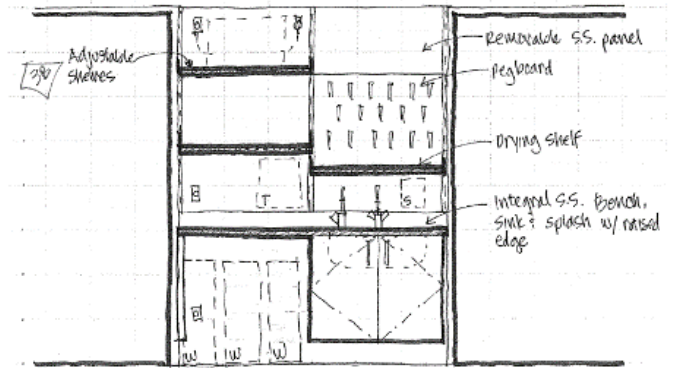 Adjustable
Shelves
Removable S.S. panel
Pegboard
Drying Shelf
T
S
Integral S.S. Bench,
Sink & Splash w/ raised
edge
W
W
W